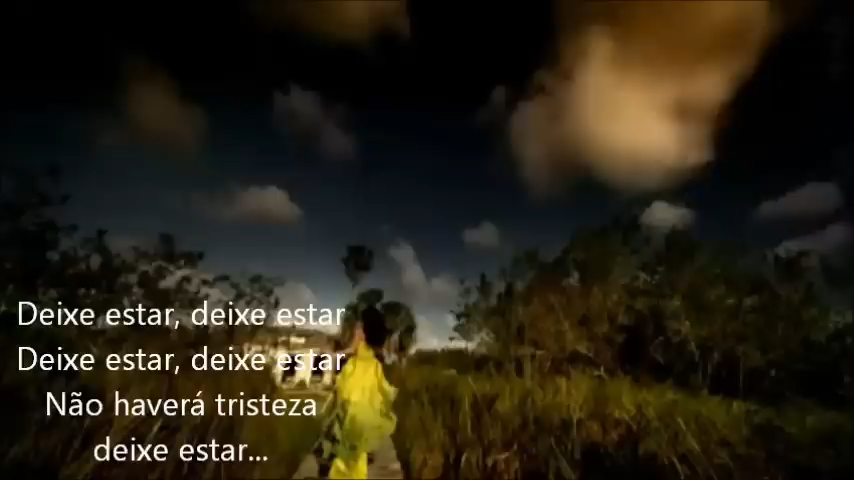 Deixe estar, deixe estar
Deixe estar, deixe estar
Não haverá tristeza
deixe estar...